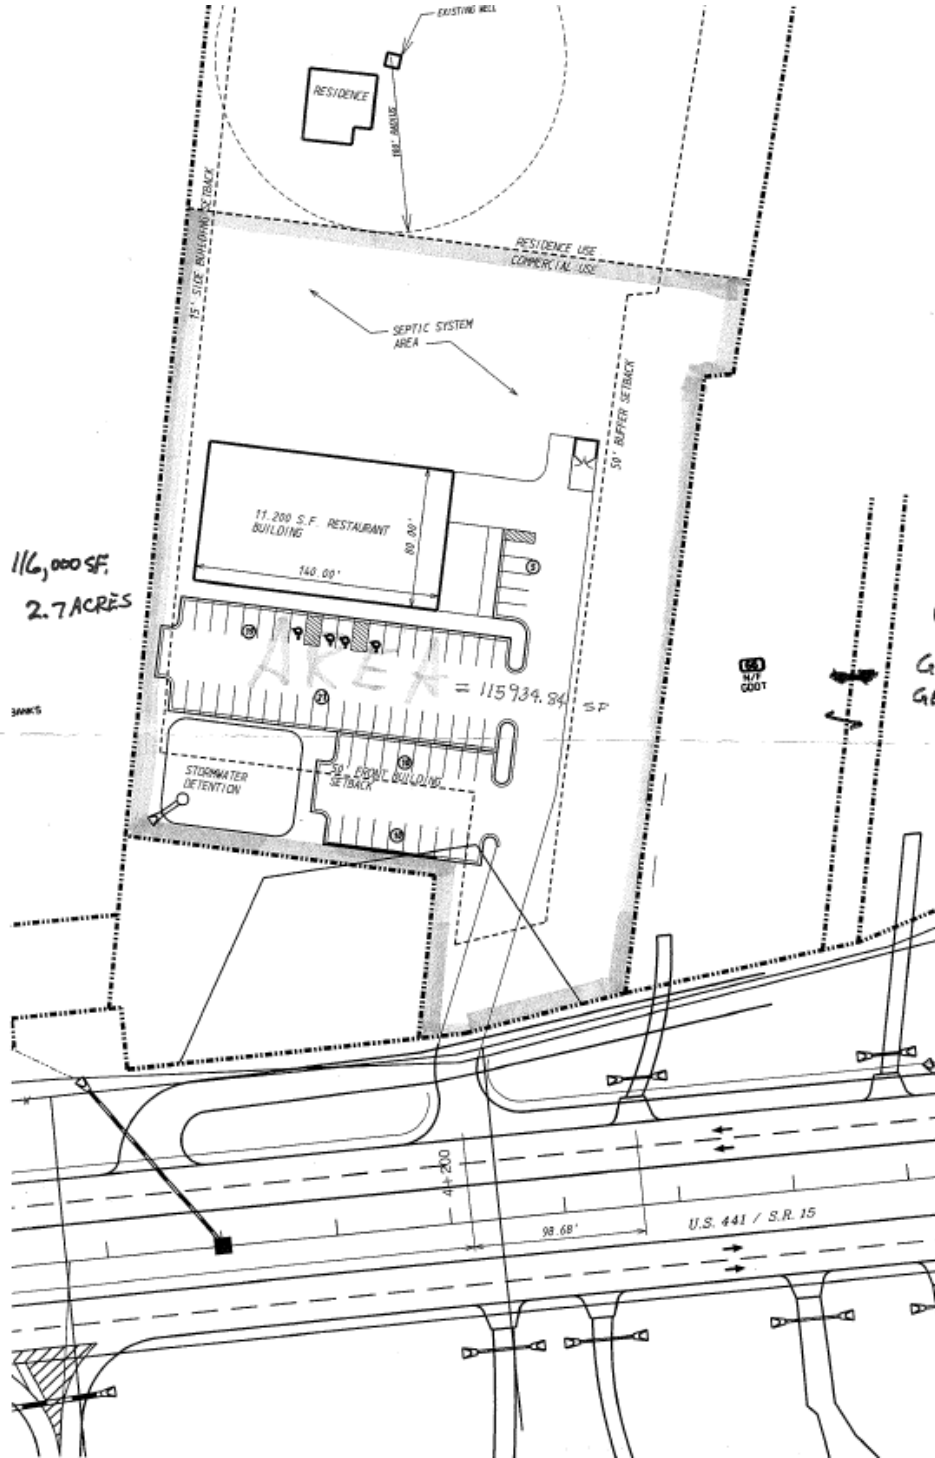 EXISTING WELL
RESIDENCE
100' RADIUS
15' SIDE BUILDING SETBACK
RESIDENCE USE
COMMERCIAL USE
SEPTIC SYSTEM
AREA
50' BUFFER SETBACK
11,200 S.F. RESTAURANT
BUILDING
80.00'
140.00'
116,000 SF.
2.7 ACRES
5
AREA = 115934.84 SF
21
N/F
GDOT
BANKS
STORMWATER
DETENTION
50' FRONT BUILDING
SETBACK
18
10
4+200
98.68'
U.S. 441 / S.R. 15